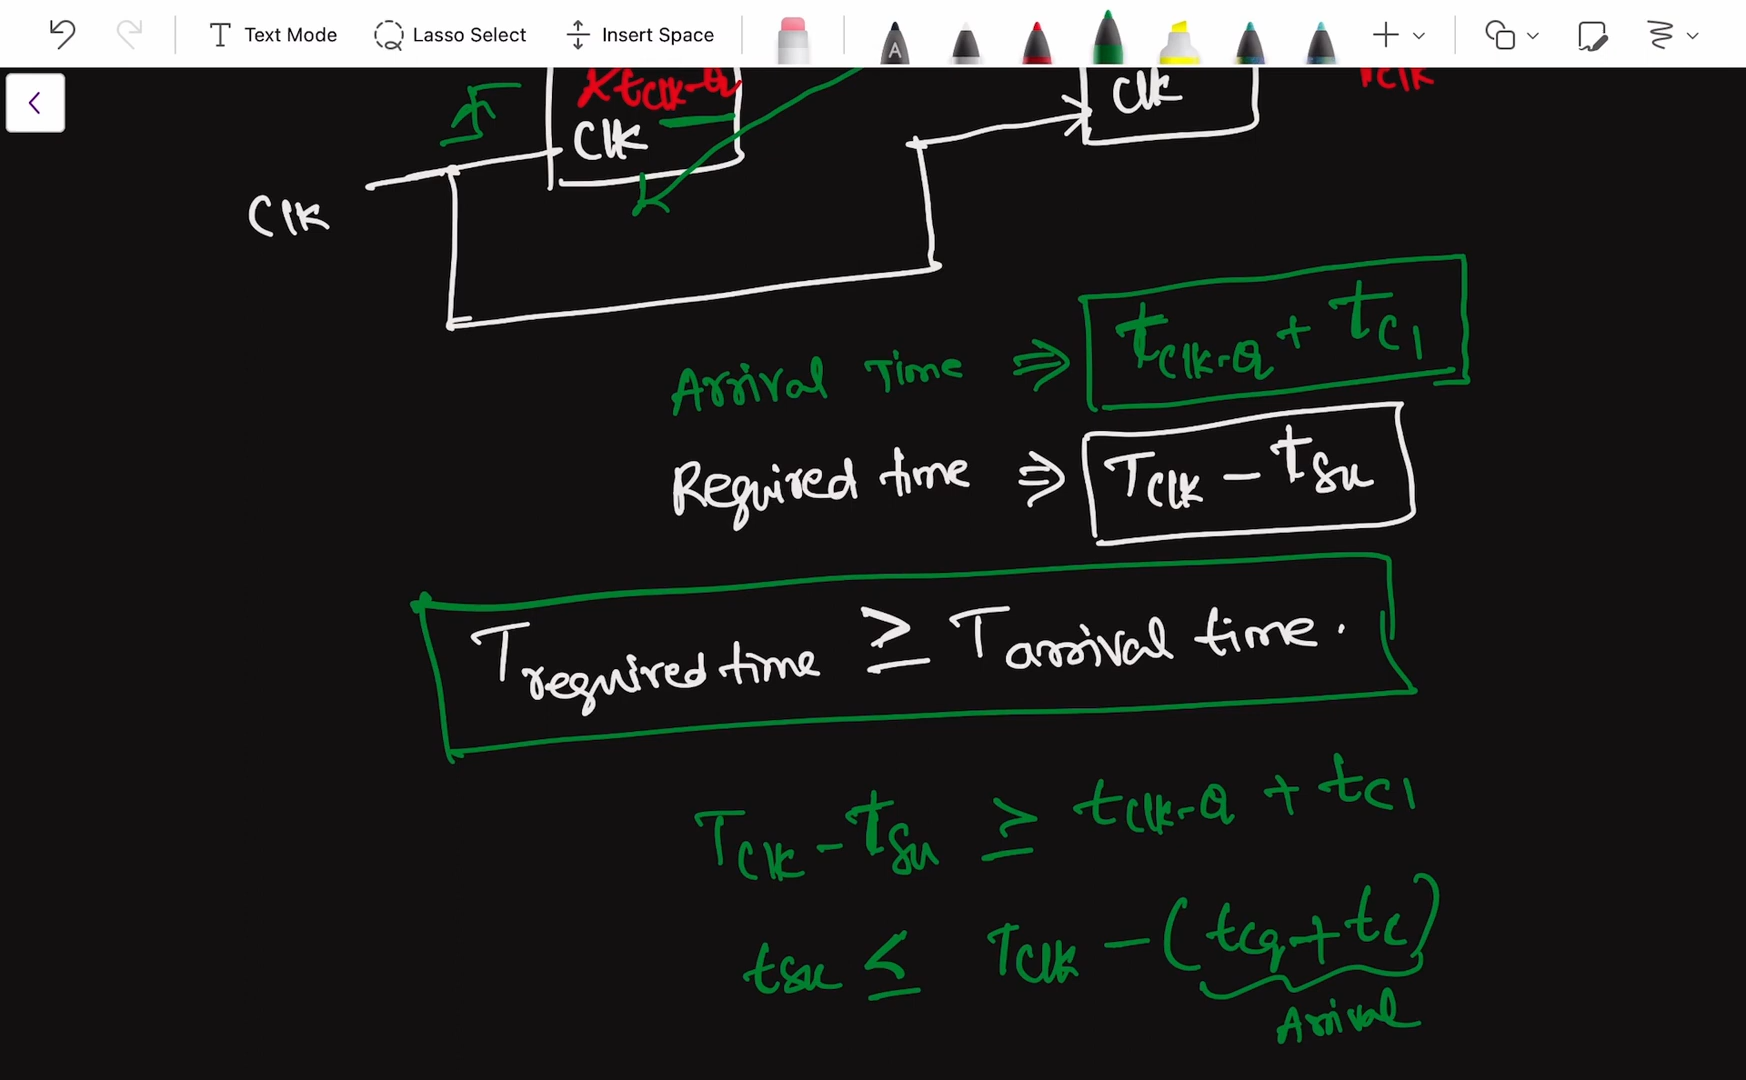 Text Mode Lasso Select Insert Space
A
tclk-Q
Clk
Clk
Clk
Clk
Arrival Time ⇒ tclk-Q + tc1
Required time ⇒ Tclk - tsu
Trequired time ≥ Tarrival time.
Tclk - tsu ≥ tclk-Q + tc1
tsu ≤ Tclk - (tcq + tc)
Arrival